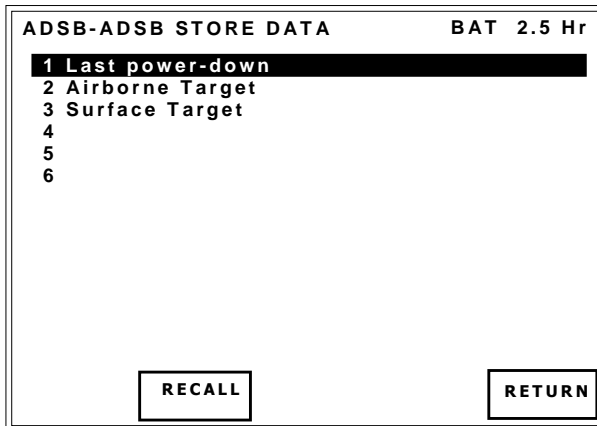 ADSB-ADSB STORE DATA BAT 2.5 Hr
1 Last power-down
2 Airborne Target
3 Surface Target
4
5
6
RECALL RETURN